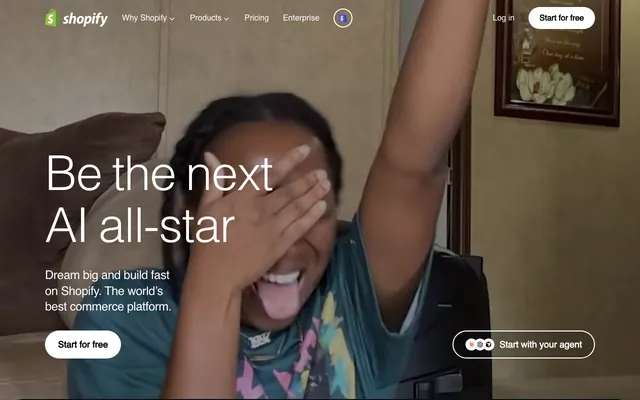 shopify
Why Shopify
Products
Pricing
Enterprise
Log in
Start for free
Be the next
AI all-star
Dream big and build fast
on Shopify. The world's
best commerce platform.
Start for free
Start with your agent